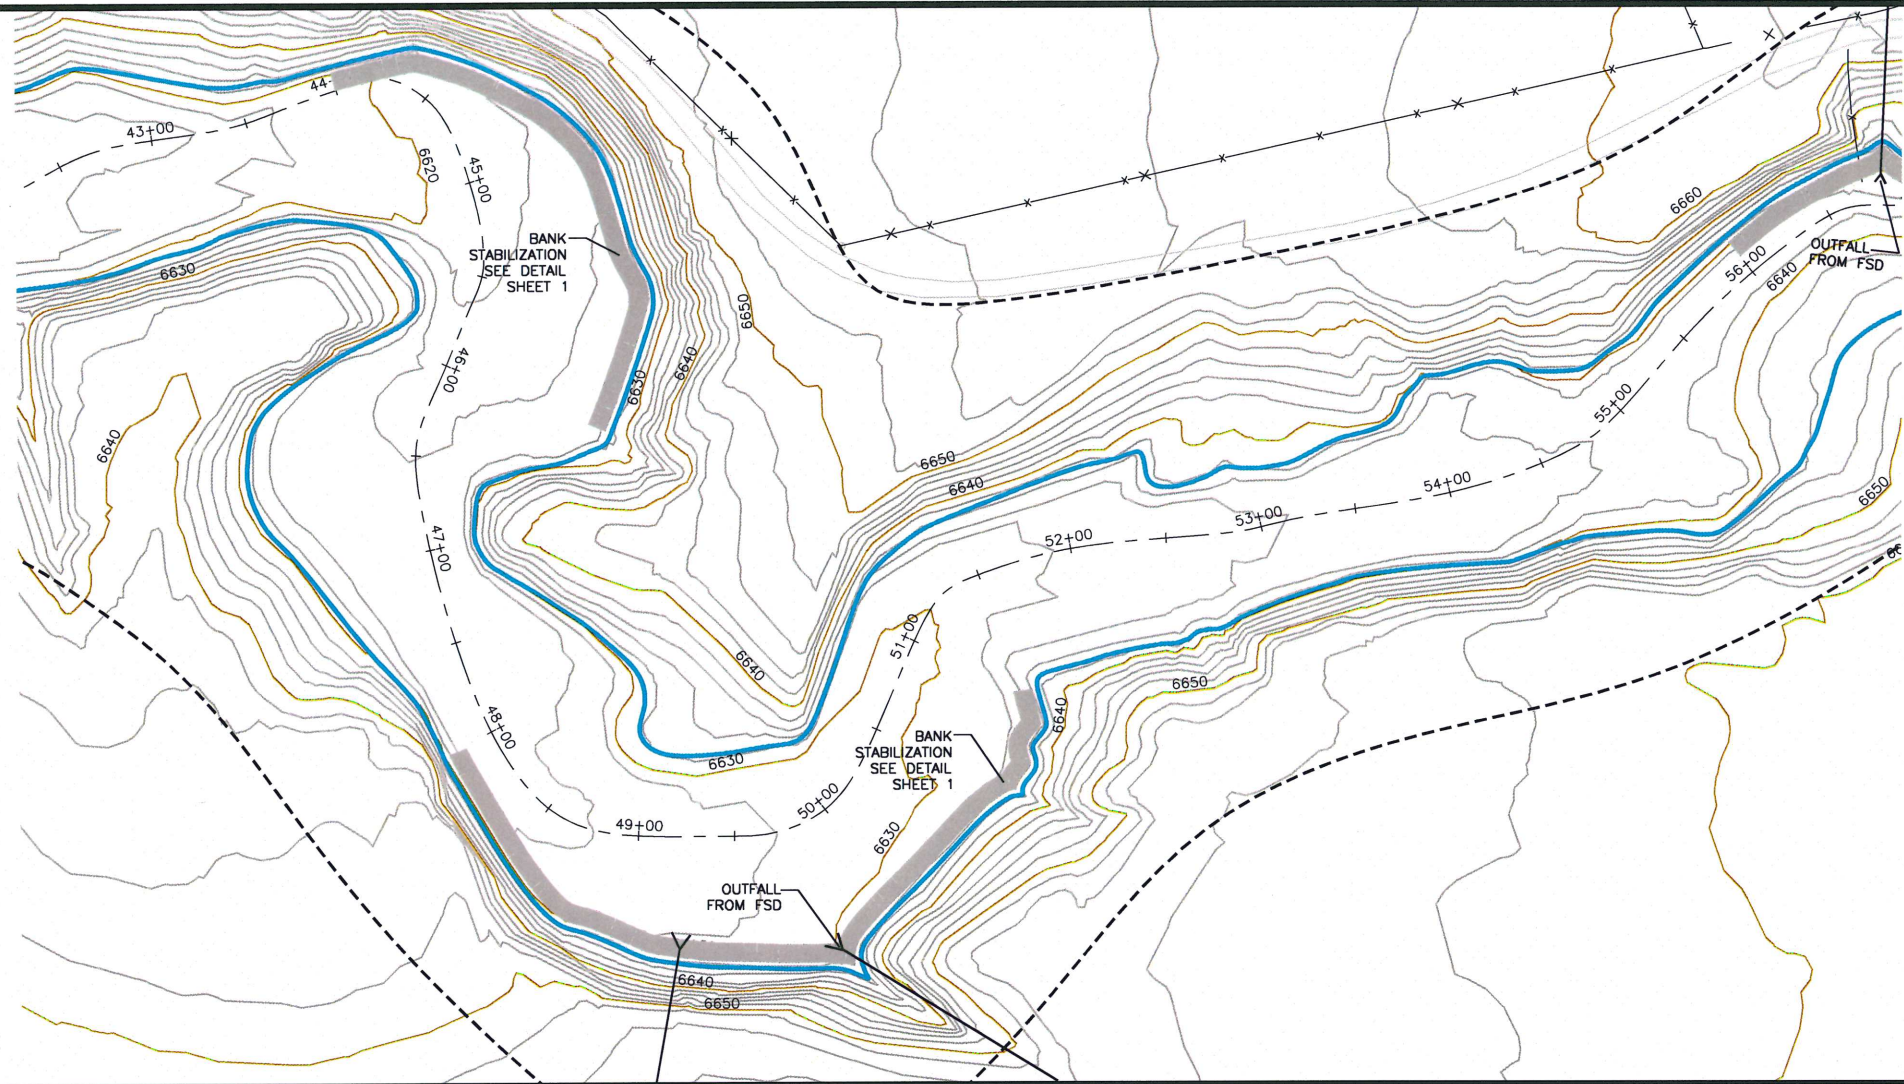 44
43+00
6620
45+00
BANK
STABILIZATION
SEE DETAIL
SHEET 1
6630
6650
6640
46+00
6630
6640
6660
OUTFALL
FROM FSD
56+00
6640
55+00
6650
6640
54+00
53+00
52+00
6650
47+00
51+00
6640
6650
6640
48+00
6630
BANK
STABILIZATION
SEE DETAIL
SHEET 1
50+00
49+00
6630
OUTFALL
FROM FSD
6640
6650